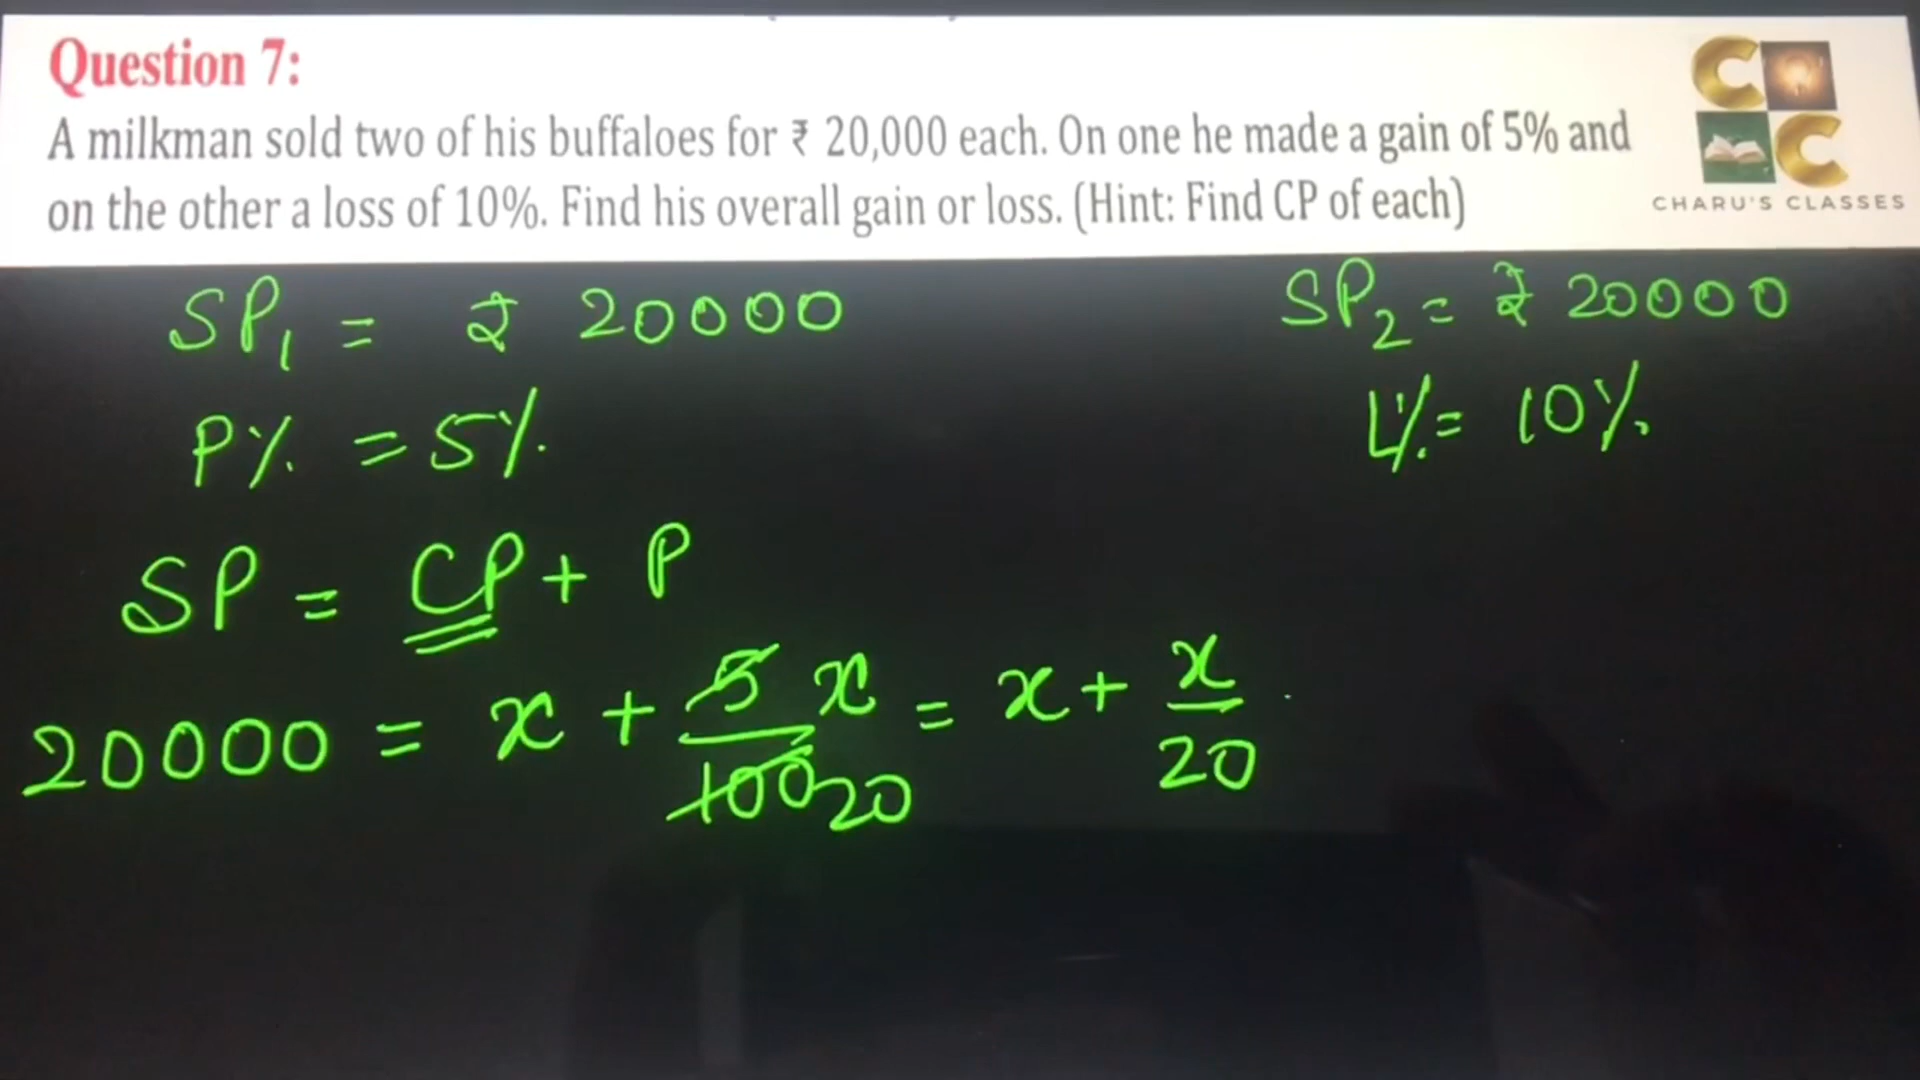 Question 7:
A milkman sold two of his buffaloes for ₹ 20,000 each. On one he made a gain of 5% and
on the other a loss of 10%. Find his overall gain or loss. (Hint: Find CP of each)
C C
CHARU'S CLASSES
SP₁ = ₹ 20000
P% = 5%.
SP = CP + P
20000 = x + 5x/100 20 = x + x/20
SP₂ = ₹ 20000
L% = 10%.